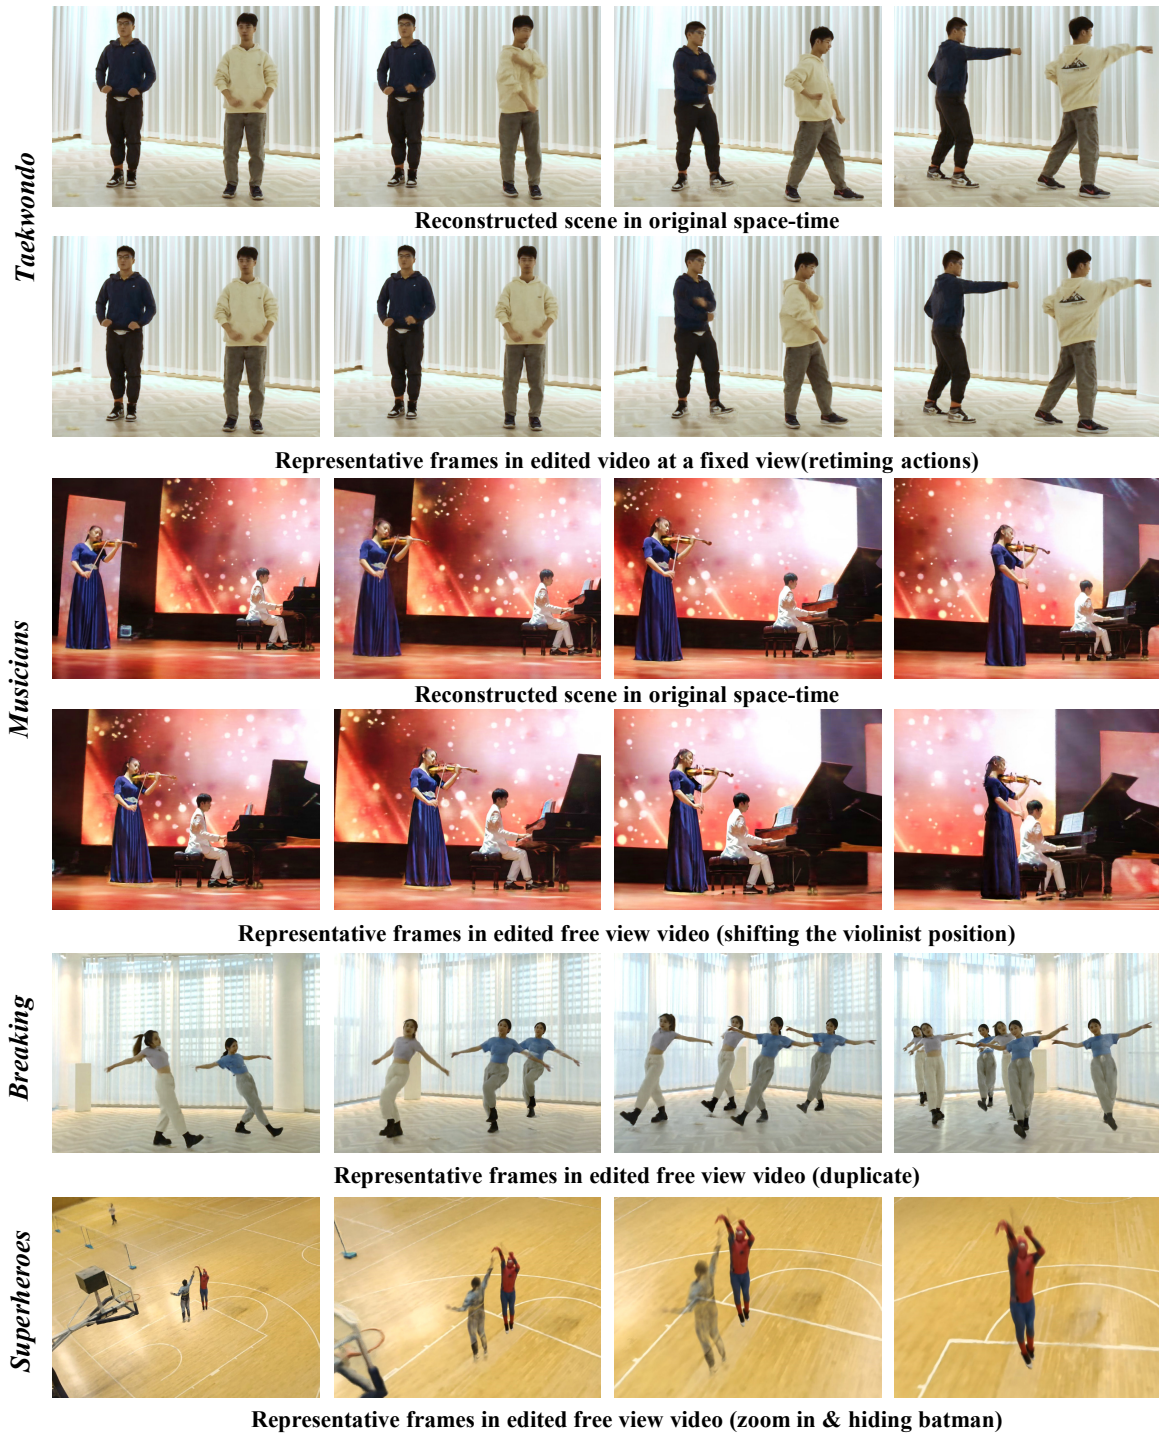 Taekwondo
Reconstructed scene in original space-time
Representative frames in edited video at a fixed view(retiming actions)
Musicians
Reconstructed scene in original space-time
Representative frames in edited free view video (shifting the violinist position)
Breaking
Representative frames in edited free view video (duplicate)
Superheroes
Representative frames in edited free view video (zoom in & hiding batman)